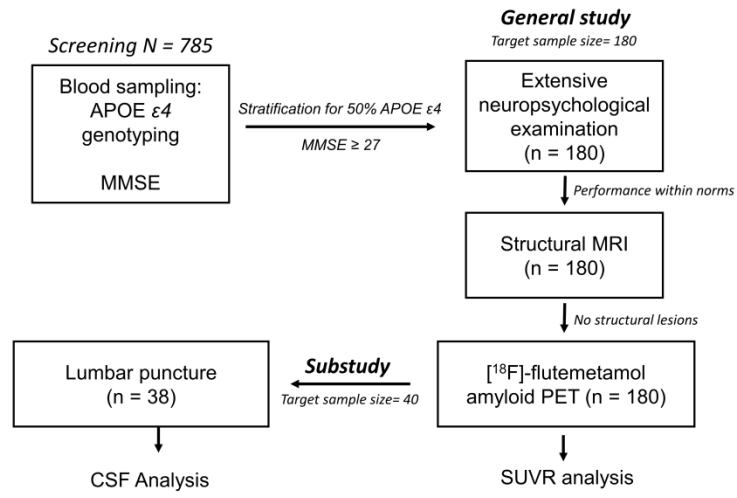 Screening N = 785
Blood sampling:
APOE ε4
genotyping
MMSE
Stratification for 50% APOE ε4
MMSE ≥ 27
General study
Target sample size= 180
Extensive
neuropsychological
examination
(n = 180)
Performance within norms
Structural MRI
(n = 180)
No structural lesions
[¹⁸F]-flutemetamol
amyloid PET (n = 180)
Substudy
Target sample size= 40
Lumbar puncture
(n = 38)
CSF Analysis
SUVR analysis